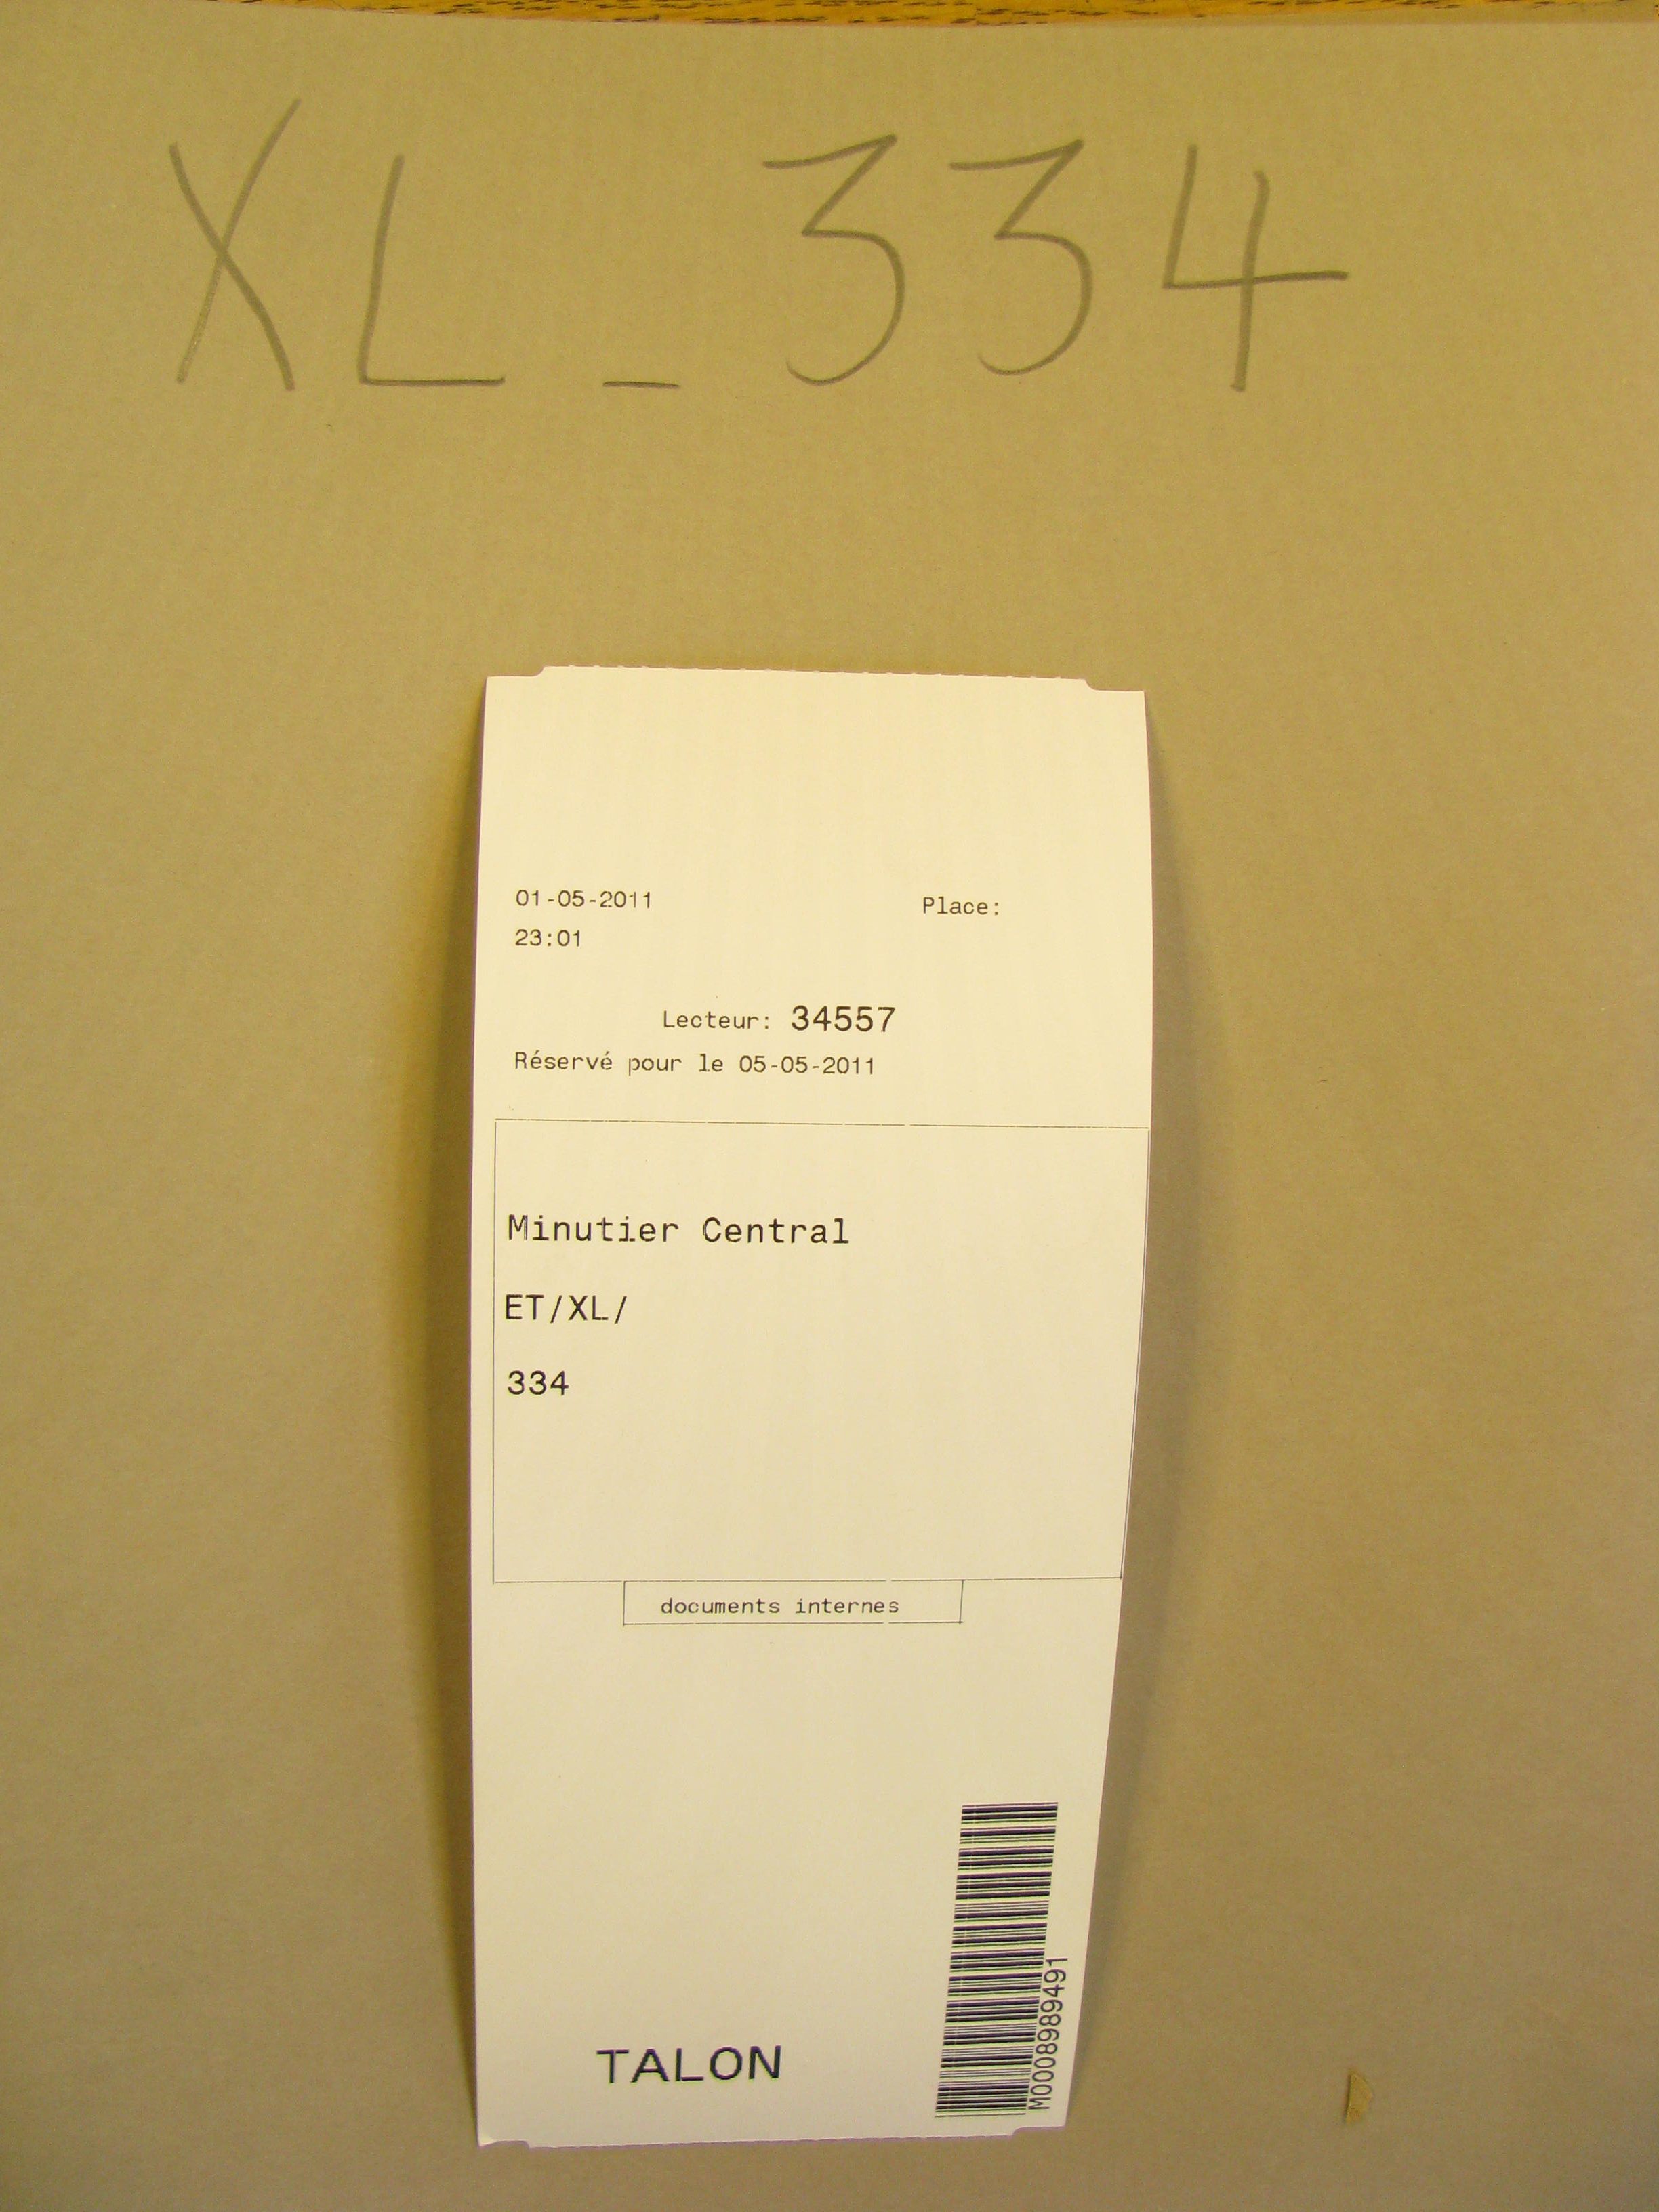 XL_334
01-05-2011 Place:
23:01
Lecteur: 34557
Réservé pour le 05-05-2011
Minutier Central
ET/XL/
334
documents internes
M0008989491
TALON